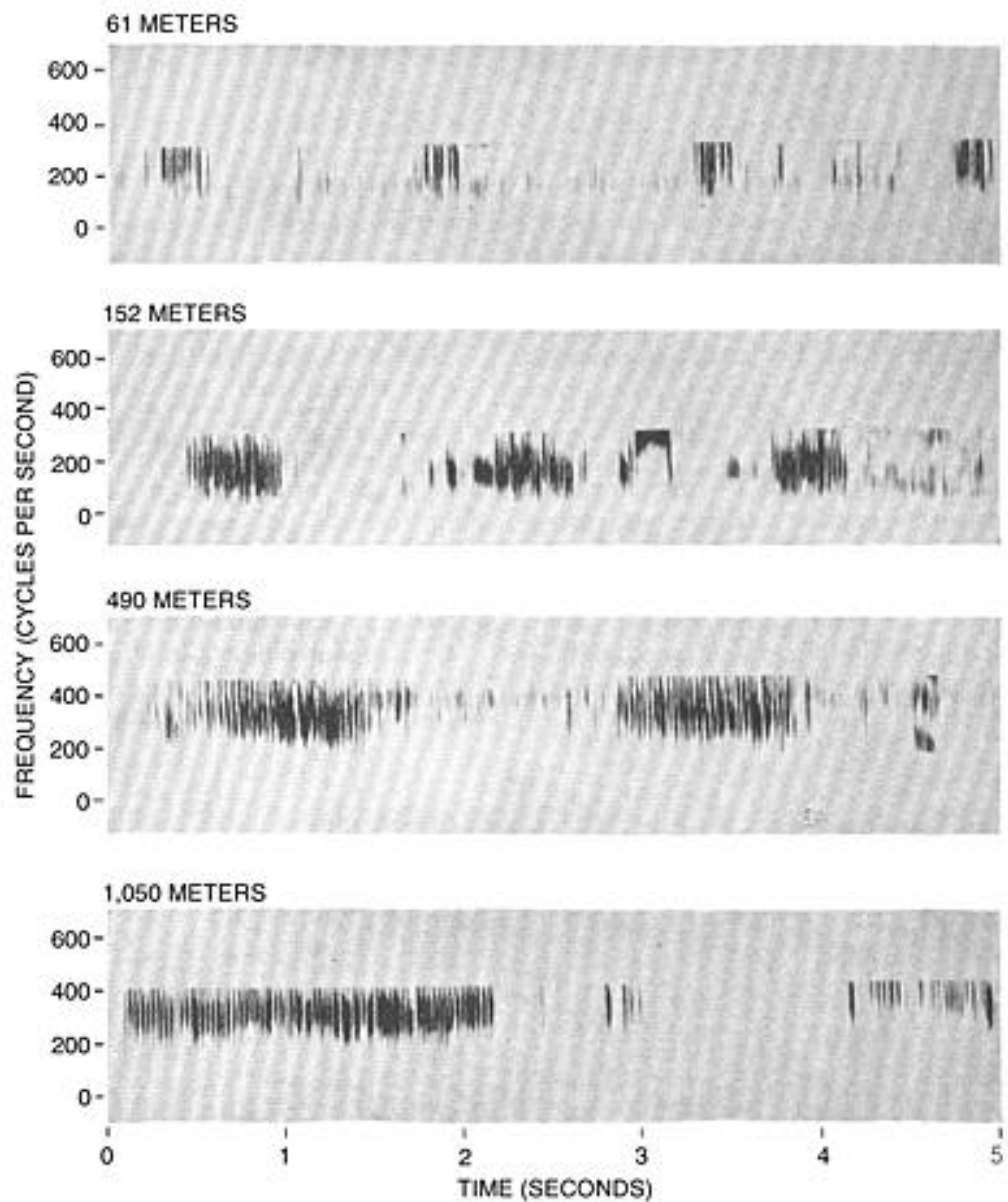 61 METERS
600
400
200
0
152 METERS
600
400
200
0
490 METERS
600
400
200
0
1,050 METERS
600
400
200
0
FREQUENCY (CYCLES PER SECOND)
0 1 2 3 4 5
TIME (SECONDS)